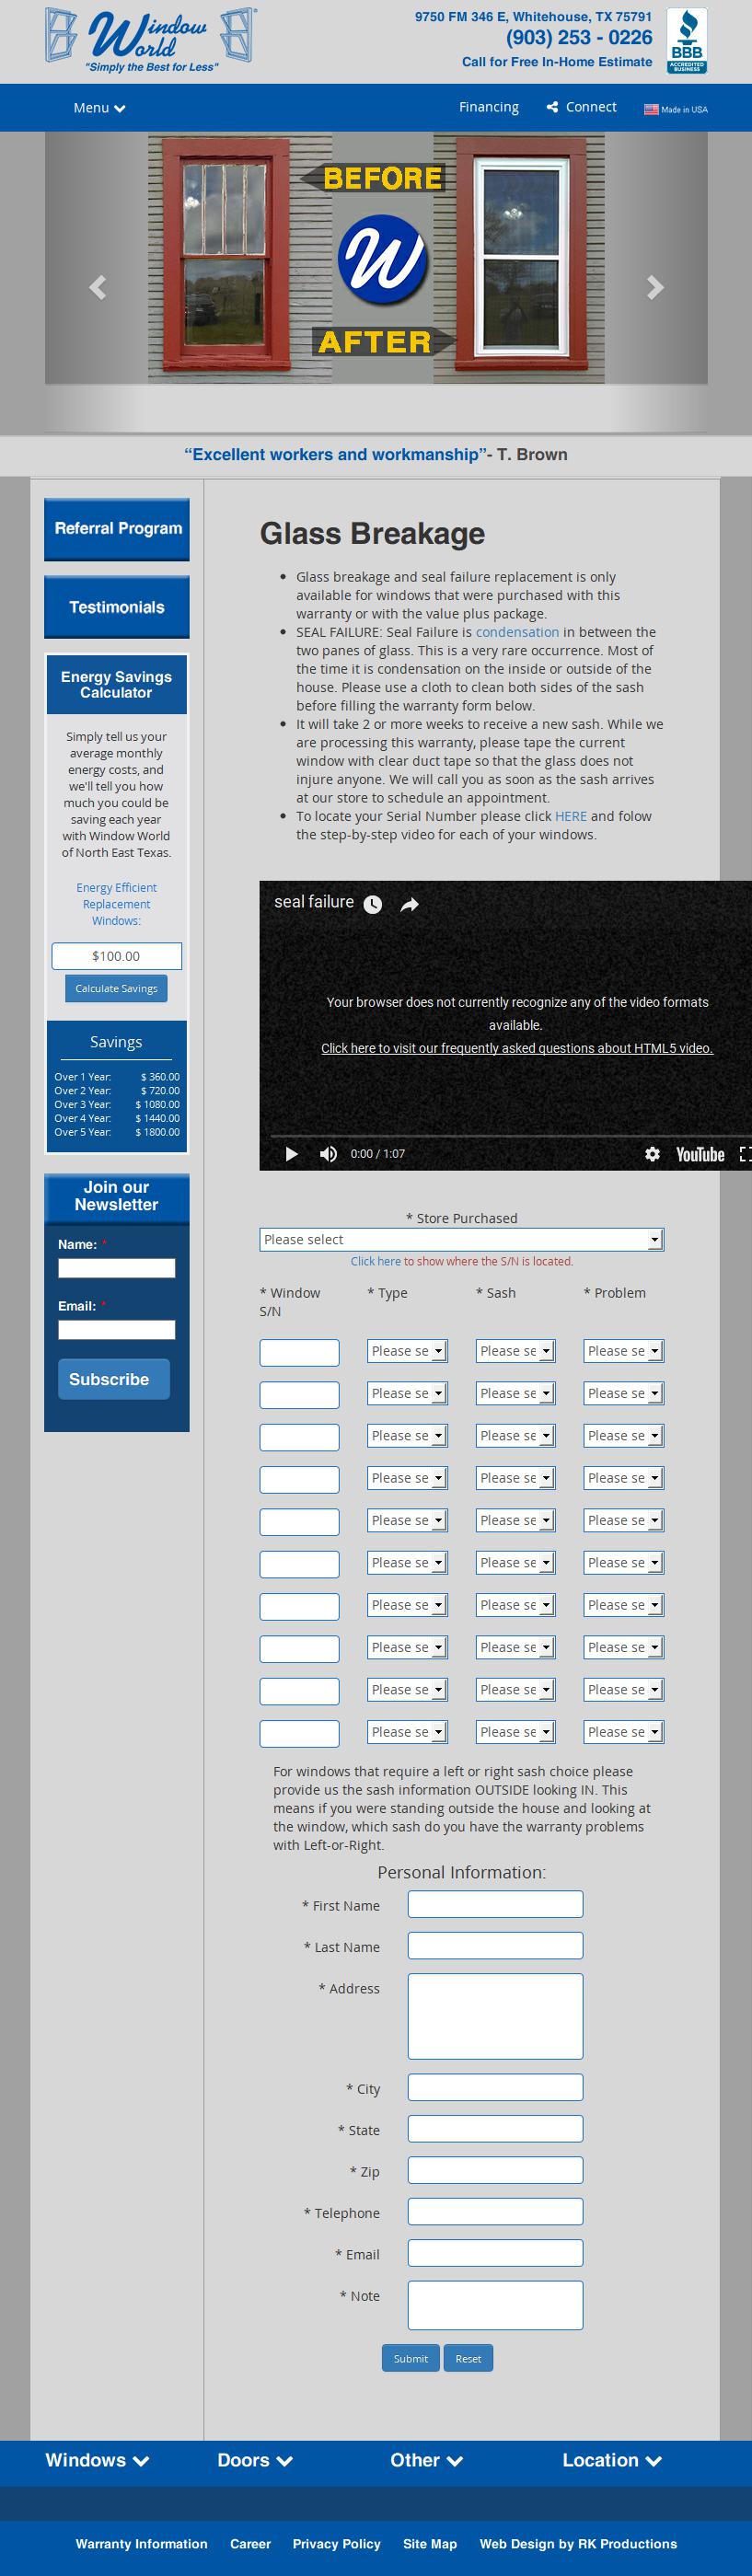 Window
World
"Simply the Best for Less"
9750 FM 346 E, Whitehouse, TX 75791
(903) 253 - 0226
Call for Free In-Home Estimate
BBB
ACCREDITED
BUSINESS
Menu
Financing
Connect
Made in USA
BEFORE
W
AFTER
“Excellent workers and workmanship”- T. Brown
Referral Program
Testimonials
Energy Savings
Calculator
Simply tell us your
average monthly
energy costs, and
we'll tell you how
much you could be
saving each year
with Window World
of North East Texas.
Energy Efficient
Replacement
Windows:
$100.00
Calculate Savings
Savings
Over 1 Year: $ 360.00
Over 2 Year: $ 720.00
Over 3 Year: $ 1080.00
Over 4 Year: $ 1440.00
Over 5 Year: $ 1800.00
Join our
Newsletter
Name: *
Email: *
Subscribe
Glass Breakage
• Glass breakage and seal failure replacement is only
available for windows that were purchased with this
warranty or with the value plus package.
• SEAL FAILURE: Seal Failure is condensation in between the
two panes of glass. This is a very rare occurrence. Most of
the time it is condensation on the inside or outside of the
house. Please use a cloth to clean both sides of the sash
before filling the warranty form below.
• It will take 2 or more weeks to receive a new sash. While we
are processing this warranty, please tape the current
window with clear duct tape so that the glass does not
injure anyone. We will call you as soon as the sash arrives
at our store to schedule an appointment.
• To locate your Serial Number please click HERE and folow
the step-by-step video for each of your windows.
seal failure
Your browser does not currently recognize any of the video formats
available.
Click here to visit our frequently asked questions about HTML5 video.
0:00 / 1:07
YouTube
* Store Purchased
Please select
Click here to show where the S/N is located.
* Window
S/N
* Type
* Sash
* Problem
Please se Please se Please se
Please se Please se Please se
Please se Please se Please se
Please se Please se Please se
Please se Please se Please se
Please se Please se Please se
Please se Please se Please se
Please se Please se Please se
Please se Please se Please se
Please se Please se Please se
For windows that require a left or right sash choice please
provide us the sash information OUTSIDE looking IN. This
means if you were standing outside the house and looking at
the window, which sash do you have the warranty problems
with Left-or-Right.
Personal Information:
* First Name
* Last Name
* Address
* City
* State
* Zip
* Telephone
* Email
* Note
Submit
Reset
Windows
Doors
Other
Location
Warranty Information
Career
Privacy Policy
Site Map
Web Design by RK Productions